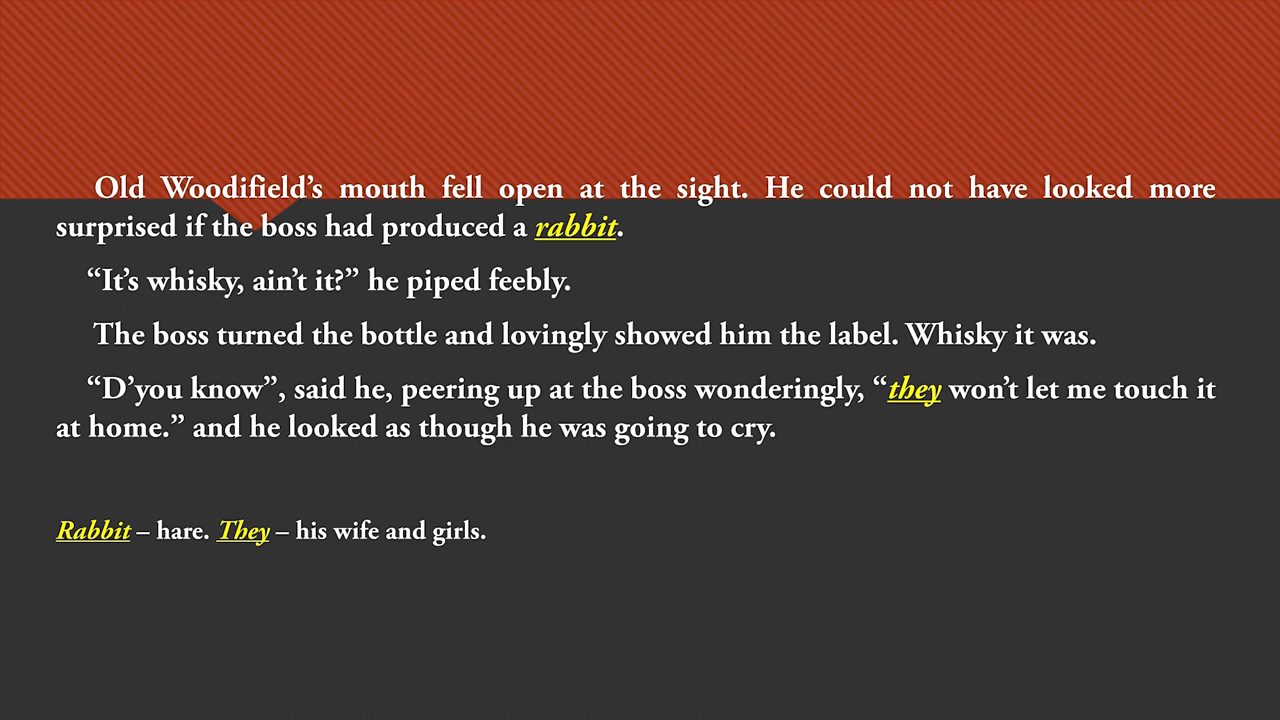 Old Woodifield’s mouth fell open at the sight. He could not have looked more
surprised if the boss had produced a rabbit.
“It’s whisky, ain’t it?” he piped feebly.
The boss turned the bottle and lovingly showed him the label. Whisky it was.
“D’you know”, said he, peering up at the boss wonderingly, “they won’t let me touch it
at home.” and he looked as though he was going to cry.
Rabbit – hare. They – his wife and girls.